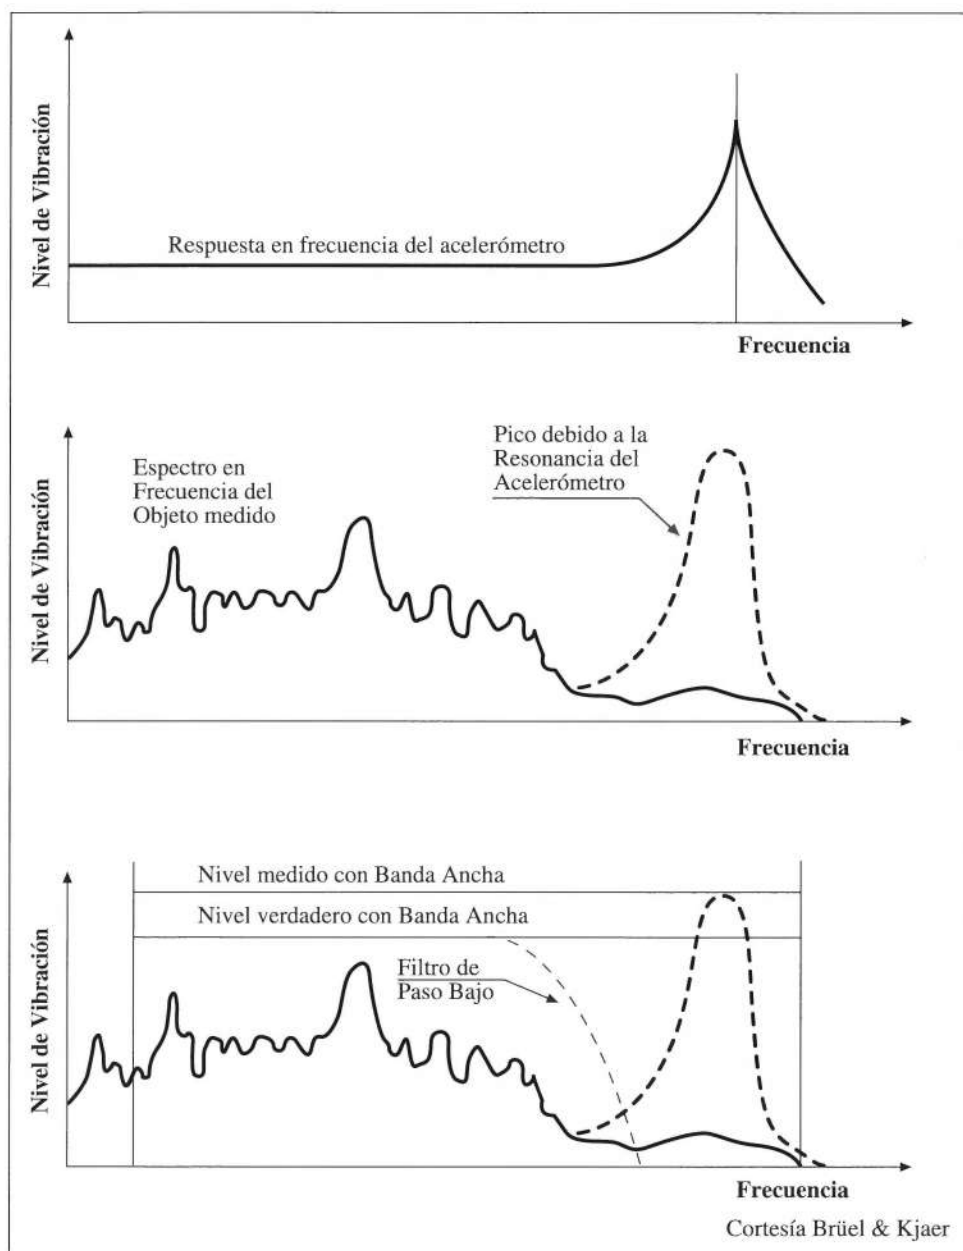 Nivel de Vibración
Respuesta en frecuencia del acelerómetro
Frecuencia
Nivel de Vibración
Espectro en
Frecuencia del
Objeto medido
Pico debido a la
Resonancia del
Acelerómetro
Frecuencia
Nivel de Vibración
Nivel medido con Banda Ancha
Nivel verdadero con Banda Ancha
Filtro de
Paso Bajo
Frecuencia
Cortesía Brüel & Kjaer